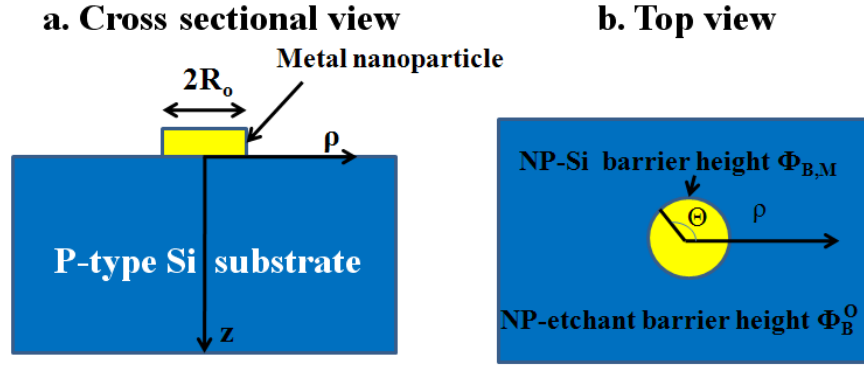 a. Cross sectional view
Metal nanoparticle
2Rₒ
ρ
P-type Si substrate
z
b. Top view
NP-Si barrier height Φ_B,M
Θ
ρ
NP-etchant barrier height Φ_B^O